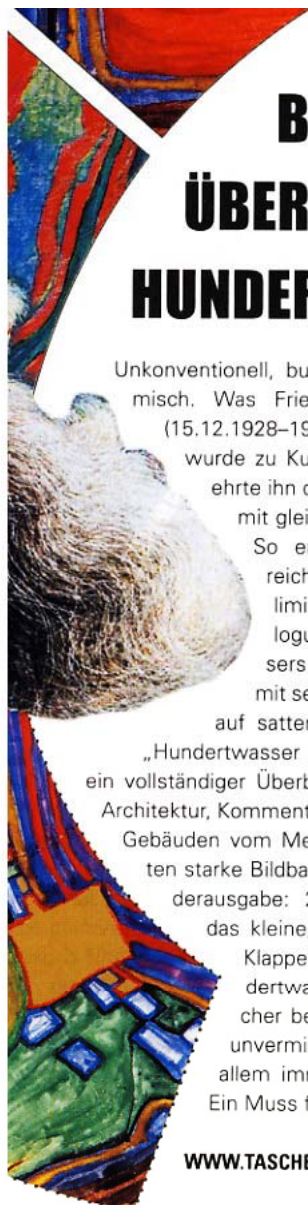 B
ÜBER
HUNDER
Unkonventionell, bu
misch. Was Frie
(15.12.1928–19
wurde zu Ku
ehrte ihn d
mit glei
So e
reich
limi
logu
sers
mit se
auf satter
„Hundertwasser
ein vollständiger Überb
Architektur, Komment
Gebäuden vom Me
ten starke Bildba
derausgabe: 2
das kleine,
Klappe
dertwa
cher be
unvermi
allem imm
Ein Muss f
WWW.TASCHE